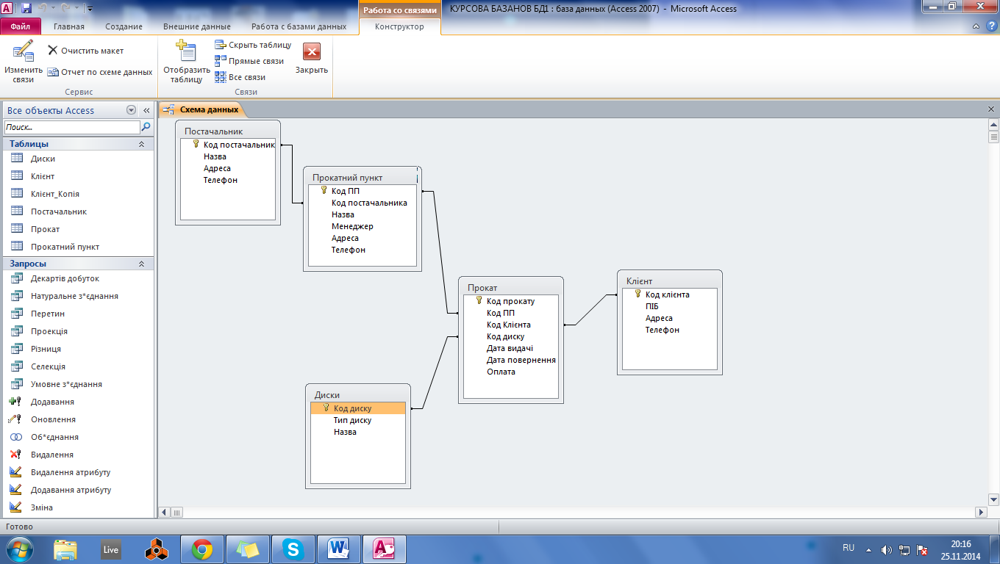 Работа со связями
КУРСОВА БАЗАНОВ БД1 : база данных (Access 2007) - Microsoft Access
Файл
Главная
Создание
Внешние данные
Работа с базами данных
Конструктор
Изменить связи
Очистить макет
Отчет по схеме данных
Сервис
Отобразить таблицу
Скрыть таблицу
Прямые связи
Все связи
Связи
Закрыть
Все объекты Access
Поиск...
Таблицы
Диски
Клієнт
Клієнт_Копія
Постачальник
Прокат
Прокатний пункт
Запросы
Декартів добуток
Натуральне з*єднання
Перетин
Проекція
Різниця
Селекція
Умовне з*єднання
Додавання
Оновлення
Об*єднання
Видалення
Видалення атрибуту
Додавання атрибуту
Зміна
Схема данных
Постачальник
Код постачальник
Назва
Адреса
Телефон
Прокатний пункт
Код ПП
Код постачальника
Назва
Менеджер
Адреса
Телефон
Прокат
Код прокату
Код ПП
Код Клієнта
Код диску
Дата видачі
Дата повернення
Оплата
Клієнт
Код клієнта
ПІБ
Адреса
Телефон
Диски
Код диску
Тип диску
Назва
Готово
Live
RU
20:16
25.11.2014